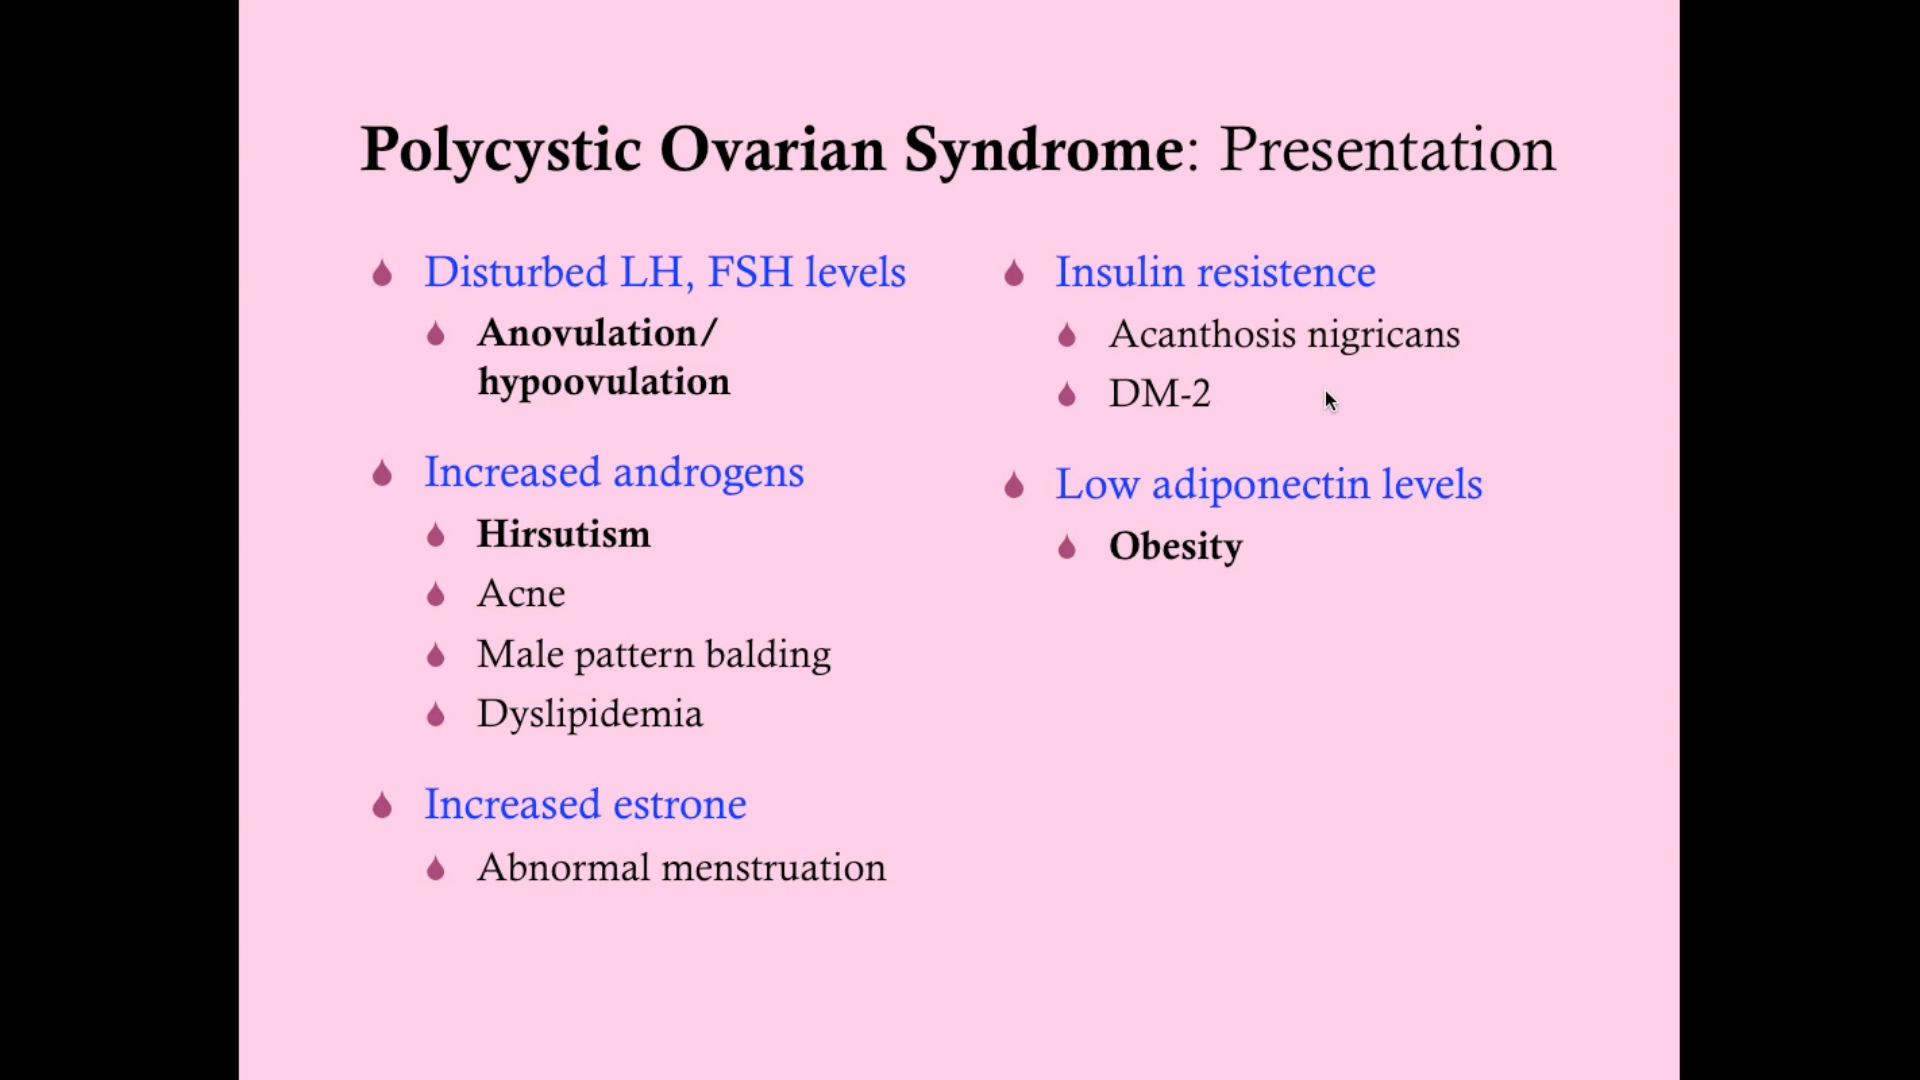 Polycystic Ovarian Syndrome: Presentation
Disturbed LH, FSH levels
Anovulation/
hypoovulation
Increased androgens
Hirsutism
Acne
Male pattern balding
Dyslipidemia
Increased estrone
Abnormal menstruation
Insulin resistence
Acanthosis nigricans
DM-2
Low adiponectin levels
Obesity